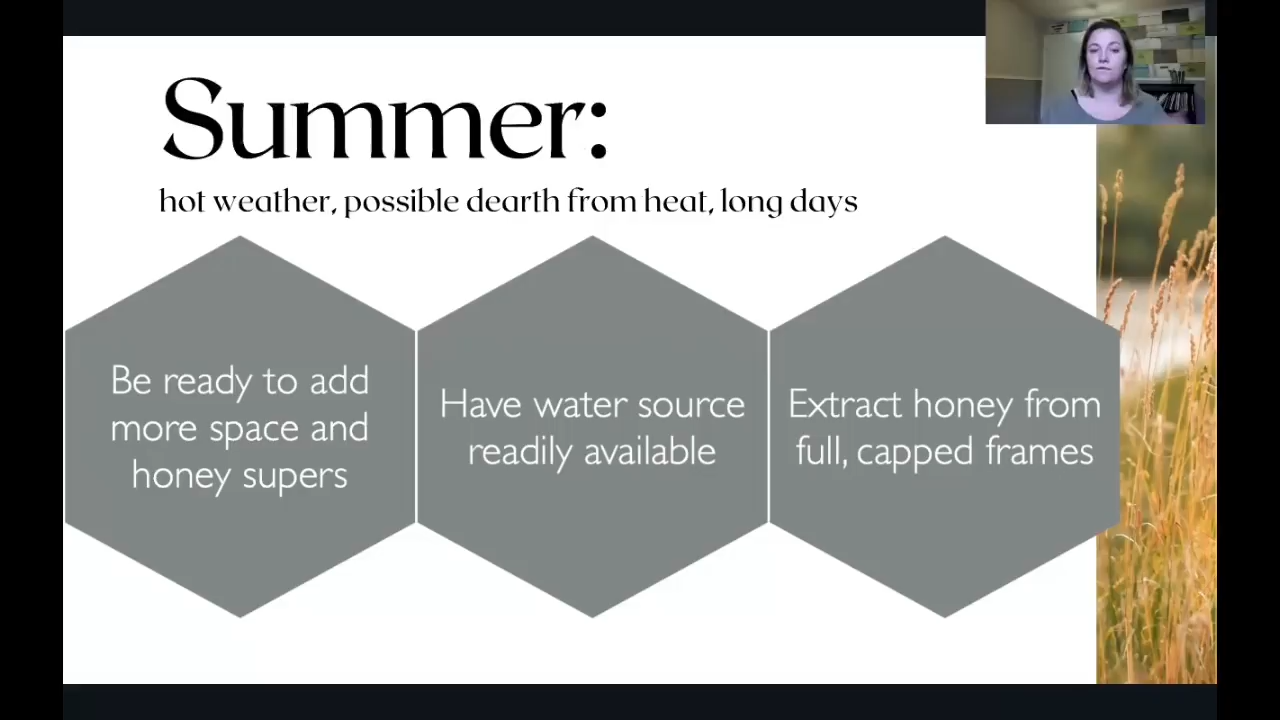 Summer:
hot weather, possible dearth from heat, long days
Be ready to add
more space and
honey supers
Have water source
readily available
Extract honey from
full, capped frames